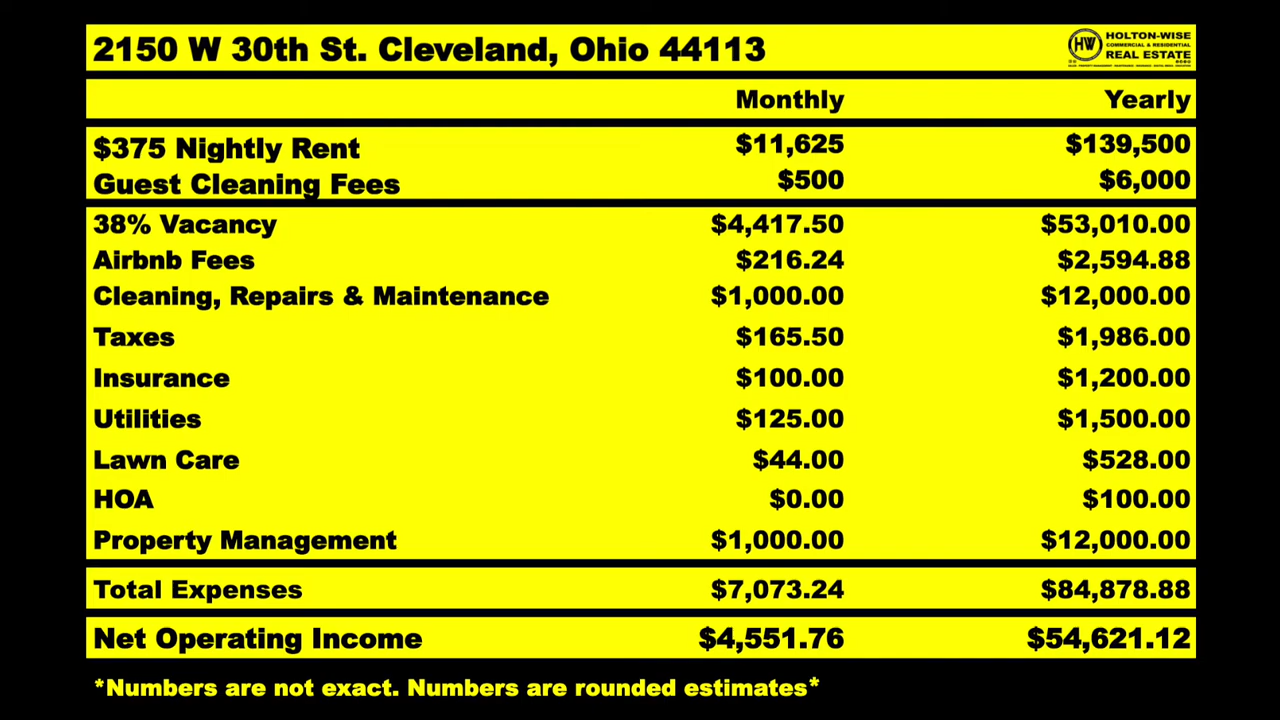 2150 W 30th St. Cleveland, Ohio 44113
HW
HOLTON-WISE
COMMERCIAL & RESIDENTIAL
REAL ESTATE
Monthly Yearly
$375 Nightly Rent $11,625 $139,500
Guest Cleaning Fees $500 $6,000
38% Vacancy $4,417.50 $53,010.00
Airbnb Fees $216.24 $2,594.88
Cleaning, Repairs & Maintenance $1,000.00 $12,000.00
Taxes $165.50 $1,986.00
Insurance $100.00 $1,200.00
Utilities $125.00 $1,500.00
Lawn Care $44.00 $528.00
HOA $0.00 $100.00
Property Management $1,000.00 $12,000.00
Total Expenses $7,073.24 $84,878.88
Net Operating Income $4,551.76 $54,621.12
*Numbers are not exact. Numbers are rounded estimates*